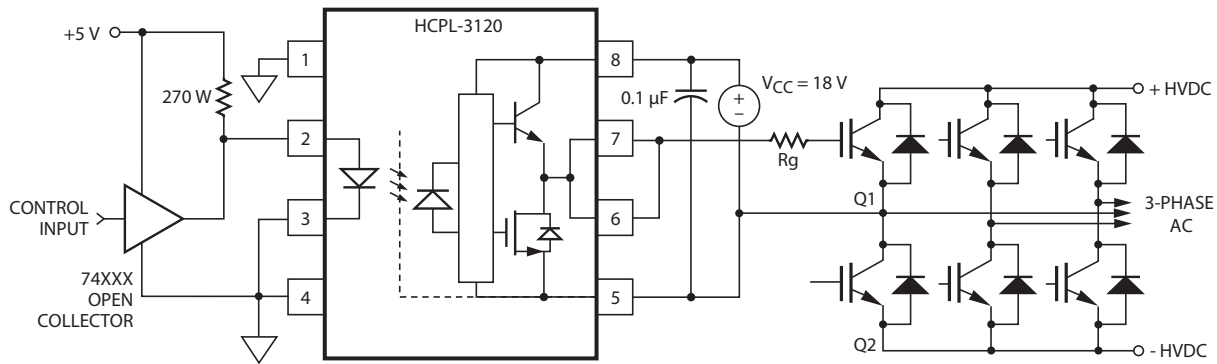 HCPL-3120
+5 V
270 W
1
2
3
4
8
7
6
5
0.1 µF
VCC = 18 V
+
−
Rg
+ HVDC
Q1
3-PHASE
AC
CONTROL
INPUT
74XXX
OPEN
COLLECTOR
Q2
- HVDC